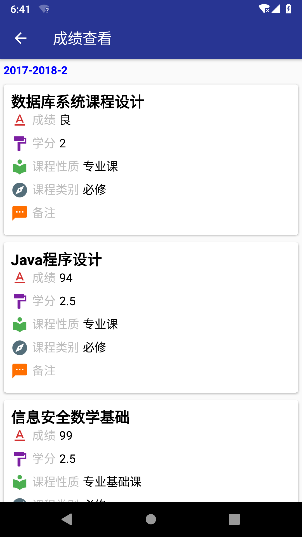 6:41
成绩查看
2017-2018-2
数据库系统课程设计
成绩 良
学分 2
课程性质 专业课
课程类别 必修
备注
Java程序设计
成绩 94
学分 2.5
课程性质 专业课
课程类别 必修
备注
信息安全数学基础
成绩 99
学分 2.5
课程性质 专业基础课